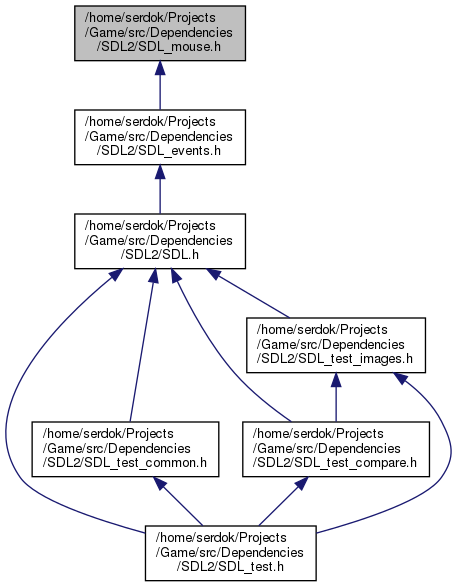 /home/serdok/Projects
/Game/src/Dependencies
/SDL2/SDL_mouse.h
/home/serdok/Projects
/Game/src/Dependencies
/SDL2/SDL_events.h
/home/serdok/Projects
/Game/src/Dependencies
/SDL2/SDL.h
/home/serdok/Projects
/Game/src/Dependencies
/SDL2/SDL_test_images.h
/home/serdok/Projects
/Game/src/Dependencies
/SDL2/SDL_test_common.h
/home/serdok/Projects
/Game/src/Dependencies
/SDL2/SDL_test_compare.h
/home/serdok/Projects
/Game/src/Dependencies
/SDL2/SDL_test.h